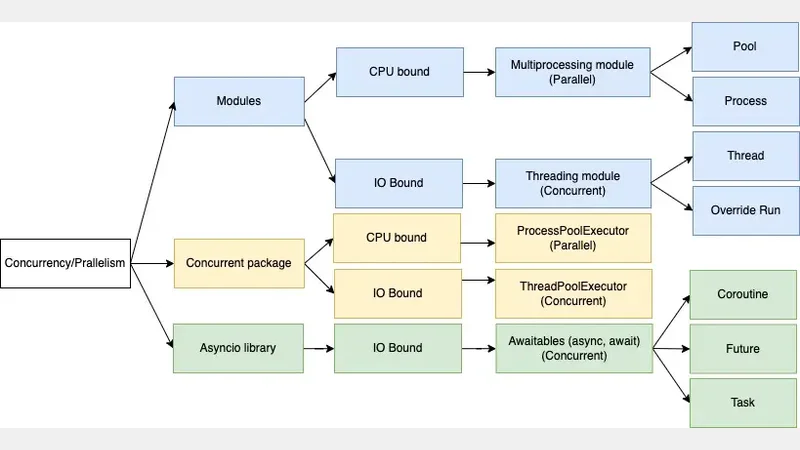 Concurrency/Prallelism
Modules
CPU bound
Multiprocessing module
(Parallel)
Pool
Process
IO Bound
Threading module
(Concurrent)
Thread
Override Run
Concurrent package
CPU bound
ProcessPoolExecutor
(Parallel)
IO Bound
ThreadPoolExecutor
(Concurrent)
Asyncio library
IO Bound
Awaitables (async, await)
(Concurrent)
Coroutine
Future
Task